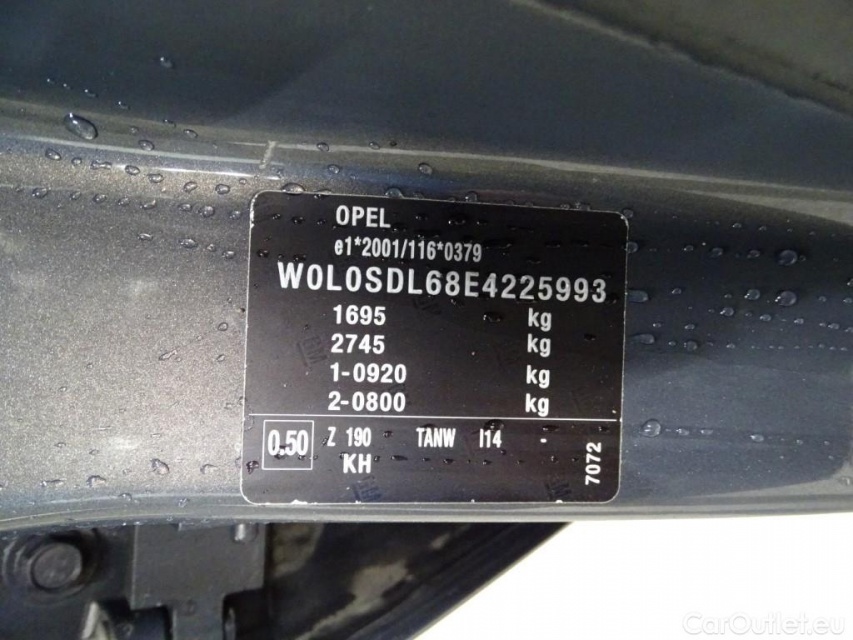 OPEL
e1*2001/116*0379
W0L0SDL68E4225993
1695 kg
2745 kg
1-0920 kg
2-0800 kg
0.50 Z 190 TANW I14 -
KH
7072
CarOutlet.eu